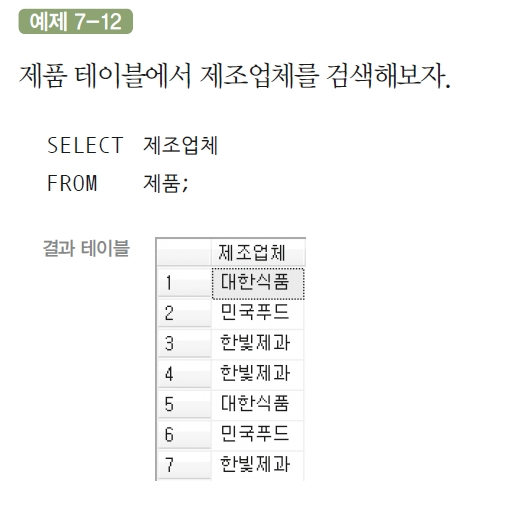 예제 7-12
제품 테이블에서 제조업체를 검색해보자.
SELECT 제조업체
FROM 제품;
결과 테이블
제조업체
1 대한식품
2 민국푸드
3 한빛제과
4 한빛제과
5 대한식품
6 민국푸드
7 한빛제과